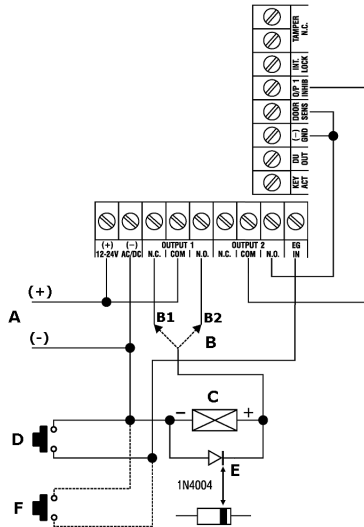 TAMPER
N.C.
INT.
LOCK
O/P 1
INHIB
DOOR
SENS
(–)
GND
DU
OUT
KEY
ACT
(+) (–) OUTPUT 1 OUTPUT 2 EG
12-24V AC/DC N.C. COM N.O. N.C. COM N.O. IN
(+)
A
B1 B2
B
(-)
C
– +
D
E
1N4004
F